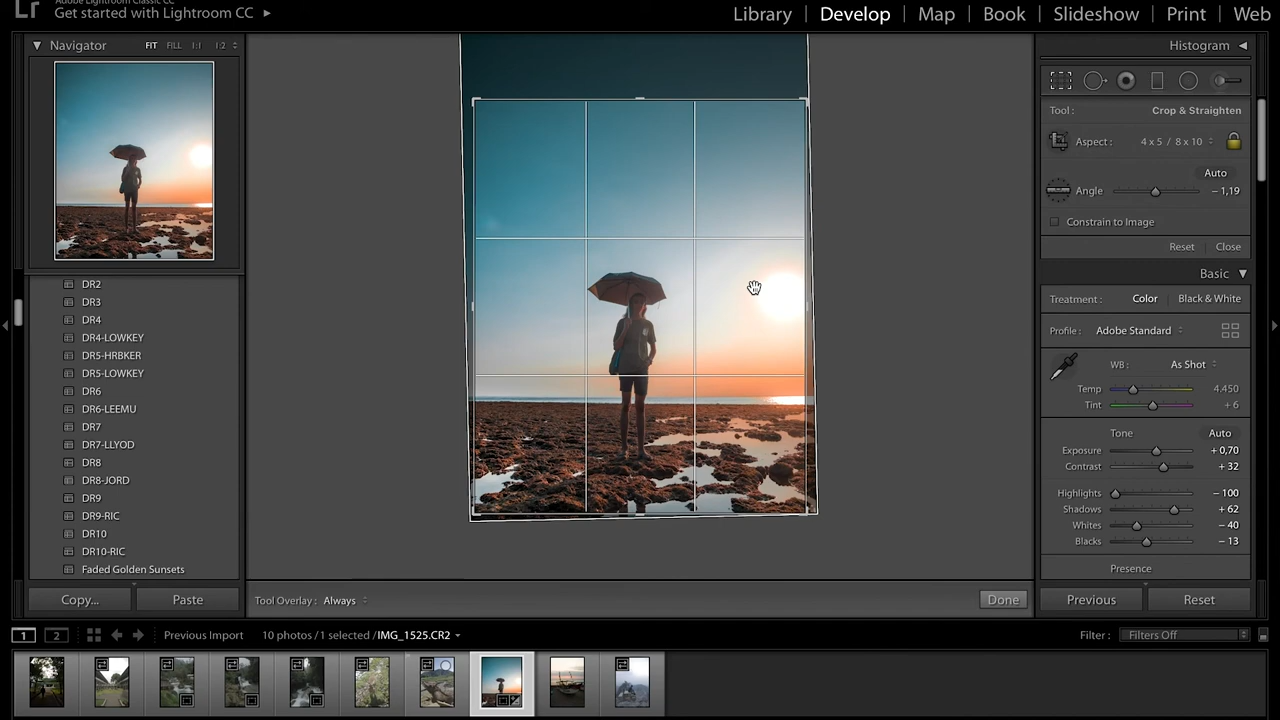 Adobe Lightroom Classic CC
Lr Get started with Lightroom CC
Library Develop Map Book Slideshow Print Web
Navigator FIT FILL 1:1 1:2
Histogram
Tool : Crop & Straighten
Aspect : 4 x 5 / 8 x 10
Auto
Angle – 1,19
Constrain to Image
Reset Close
Basic
Treatment : Color Black & White
Profile : Adobe Standard
WB : As Shot
Temp 4.450
Tint + 6
Tone Auto
Exposure + 0,70
Contrast + 32
Highlights – 100
Shadows + 62
Whites – 40
Blacks – 13
Presence
DR2
DR3
DR4
DR4-LOWKEY
DR5-HRBKER
DR5-LOWKEY
DR6
DR6-LEEMU
DR7
DR7-LLYOD
DR8
DR8-JORD
DR9
DR9-RIC
DR10
DR10-RIC
Faded Golden Sunsets
Copy... Paste
Tool Overlay : Always
Done
Previous Reset
1 2 Previous Import 10 photos / 1 selected / IMG_1525.CR2
Filter : Filters Off